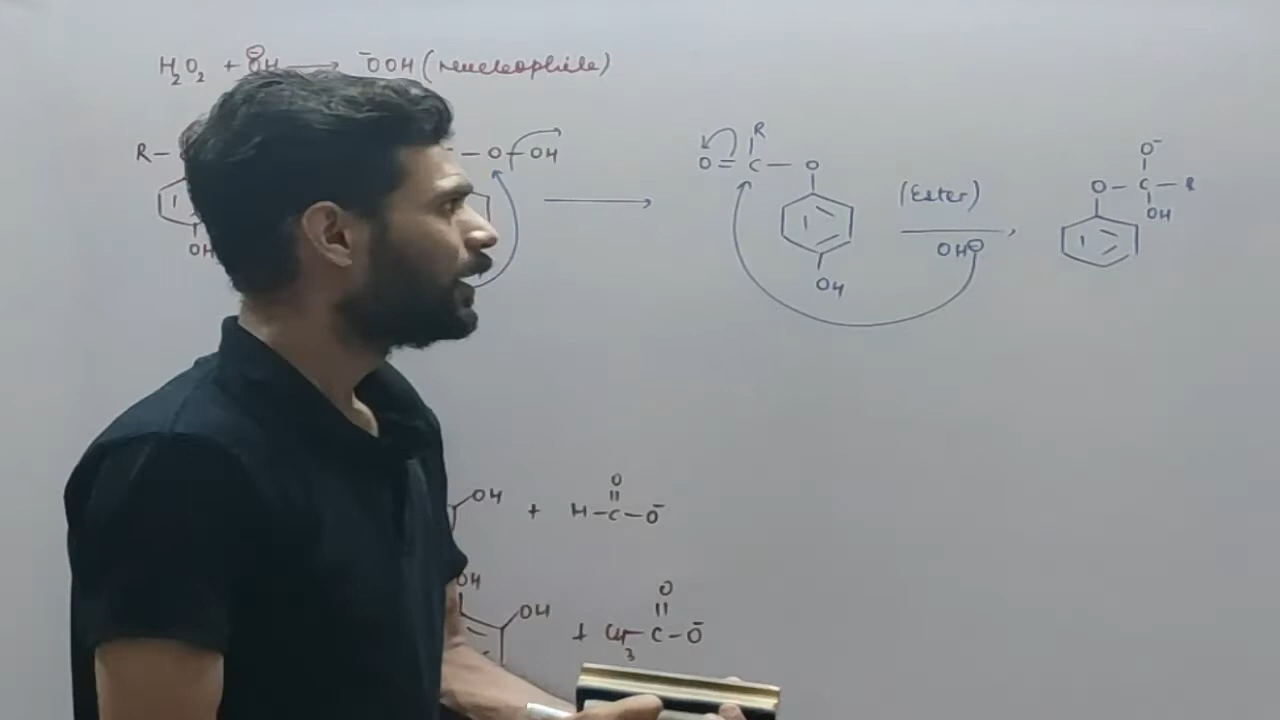 H₂O₂ + ⊖OH ⟶ ⁻OOH (nucleophile)
R– –O–OH
OH
R
O=C–O
OH
(Ester)
OH⊖
O⁻
O–C–R
OH
OH + H–C–O⁻
O
OH
OH + CH₃–C–O⁻
O